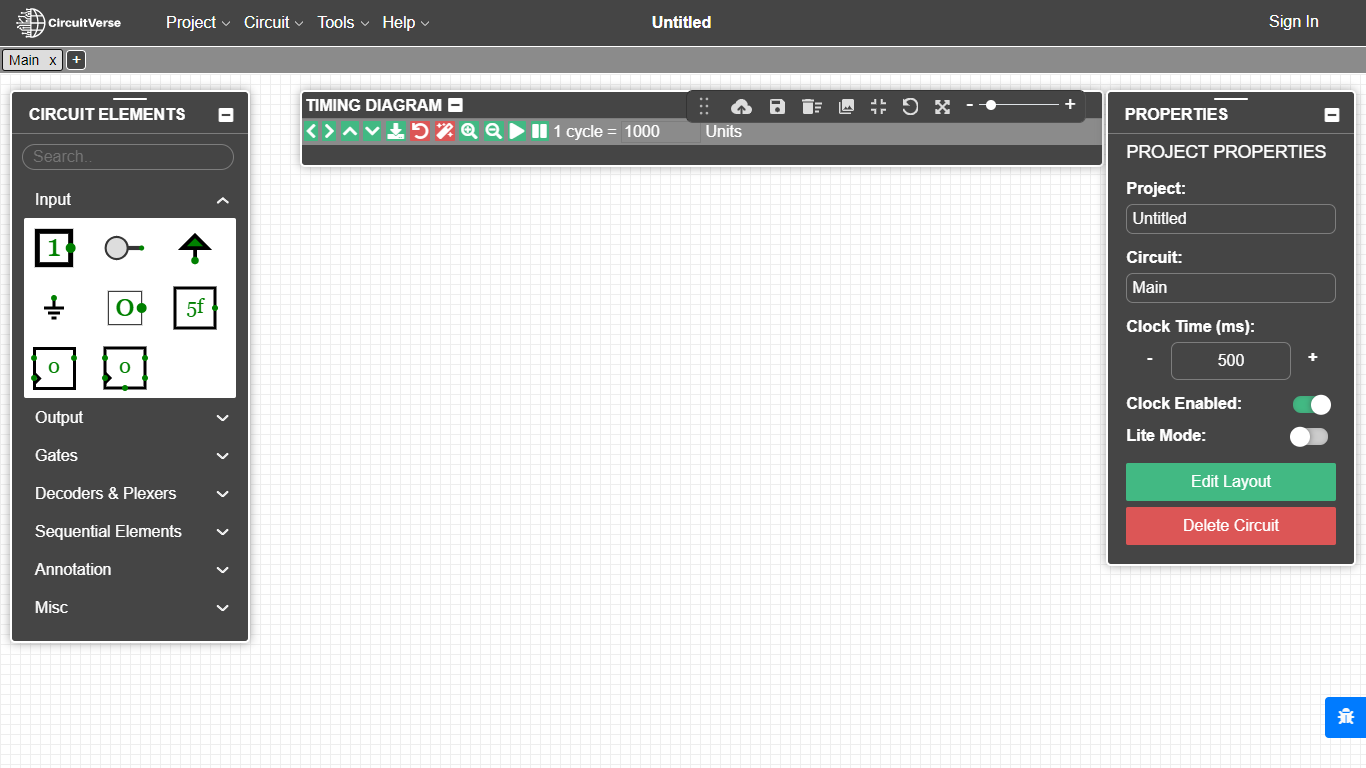 CircuitVerse
Project
Circuit
Tools
Help
Untitled
Sign In
Main x
+
CIRCUIT ELEMENTS
Search..
Input
1
O
5f
0
0
Output
Gates
Decoders & Plexers
Sequential Elements
Annotation
Misc
TIMING DIAGRAM
- +
1 cycle = 1000 Units
PROPERTIES
PROJECT PROPERTIES
Project:
Untitled
Circuit:
Main
Clock Time (ms):
- 500 +
Clock Enabled:
Lite Mode:
Edit Layout
Delete Circuit